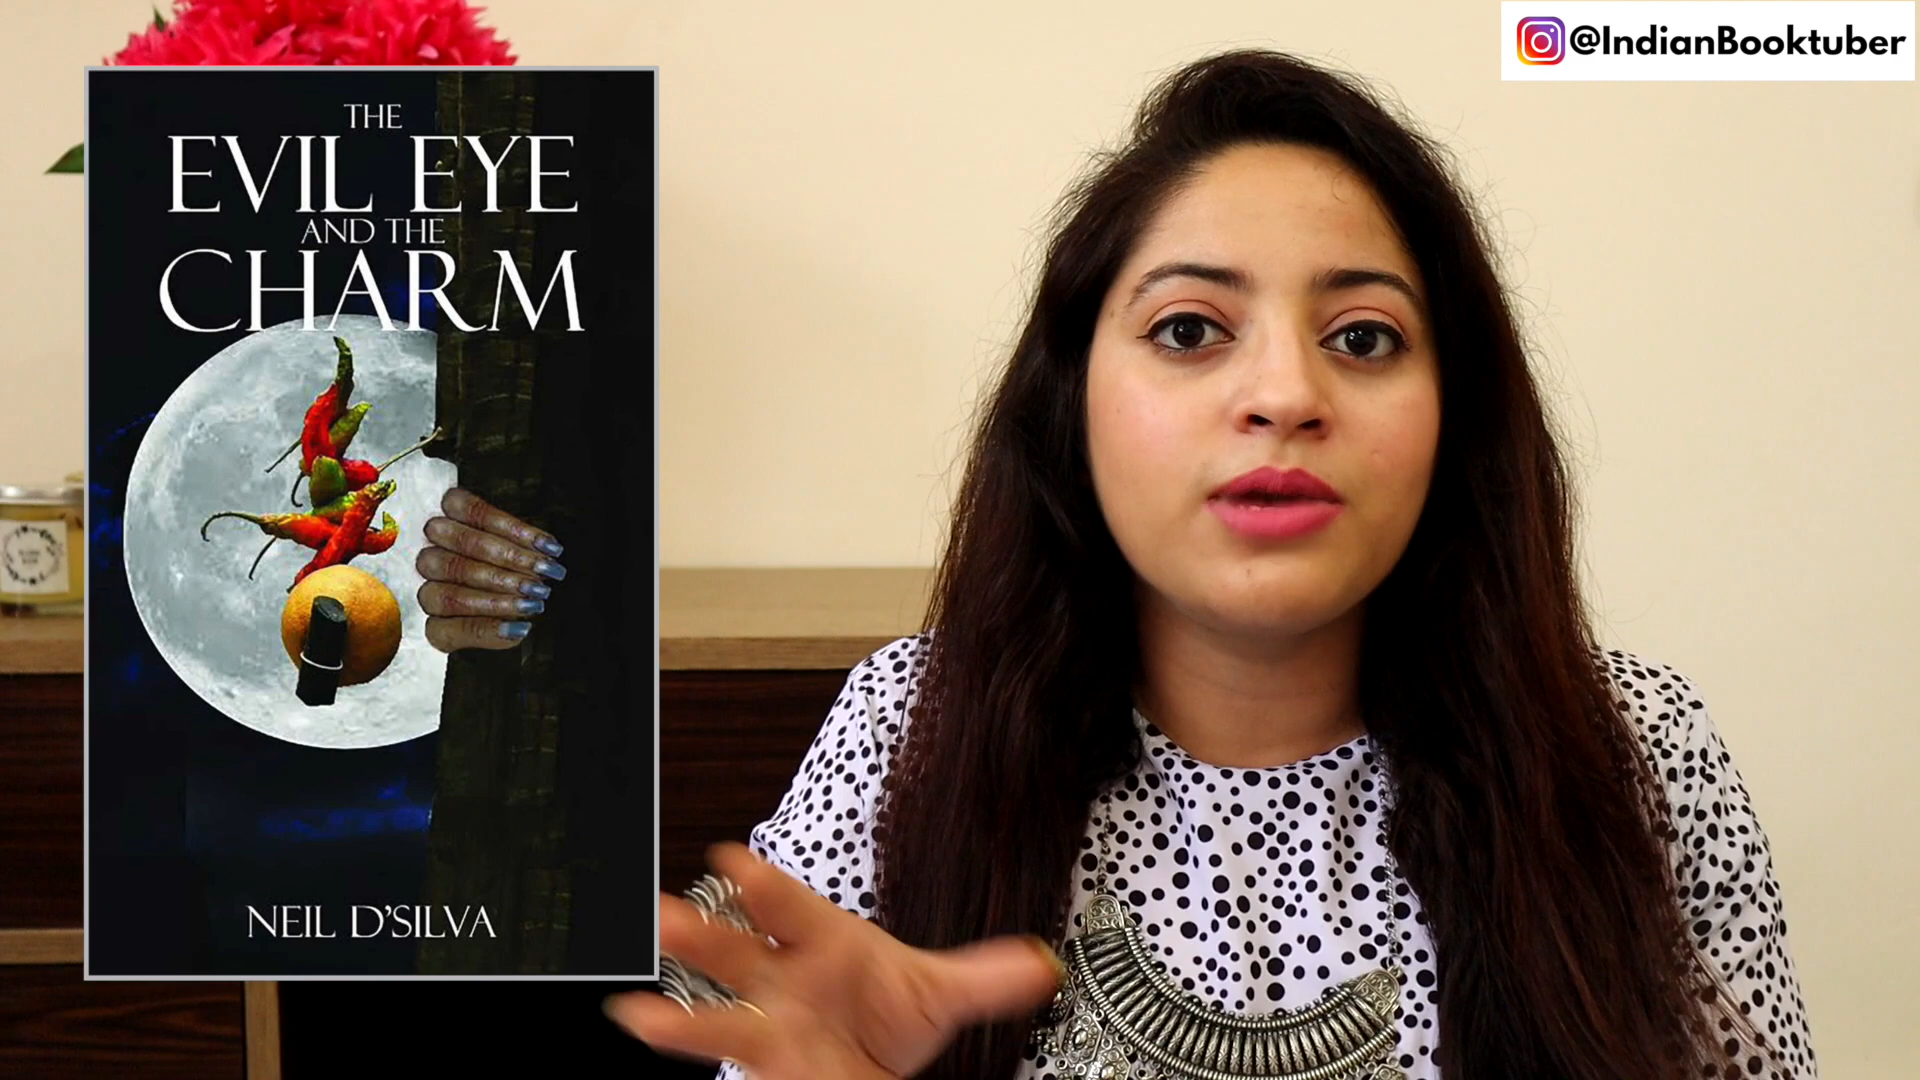 @IndianBooktuber
THE
EVIL EYE
AND THE
CHARM
NEIL D'SILVA